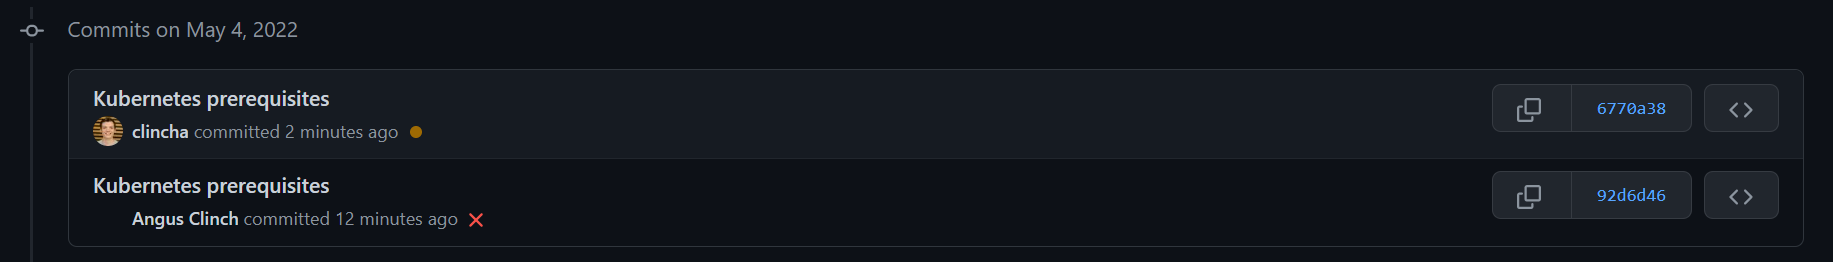 Commits on May 4, 2022
Kubernetes prerequisites
clincha committed 2 minutes ago
6770a38
Kubernetes prerequisites
Angus Clinch committed 12 minutes ago
92d6d46